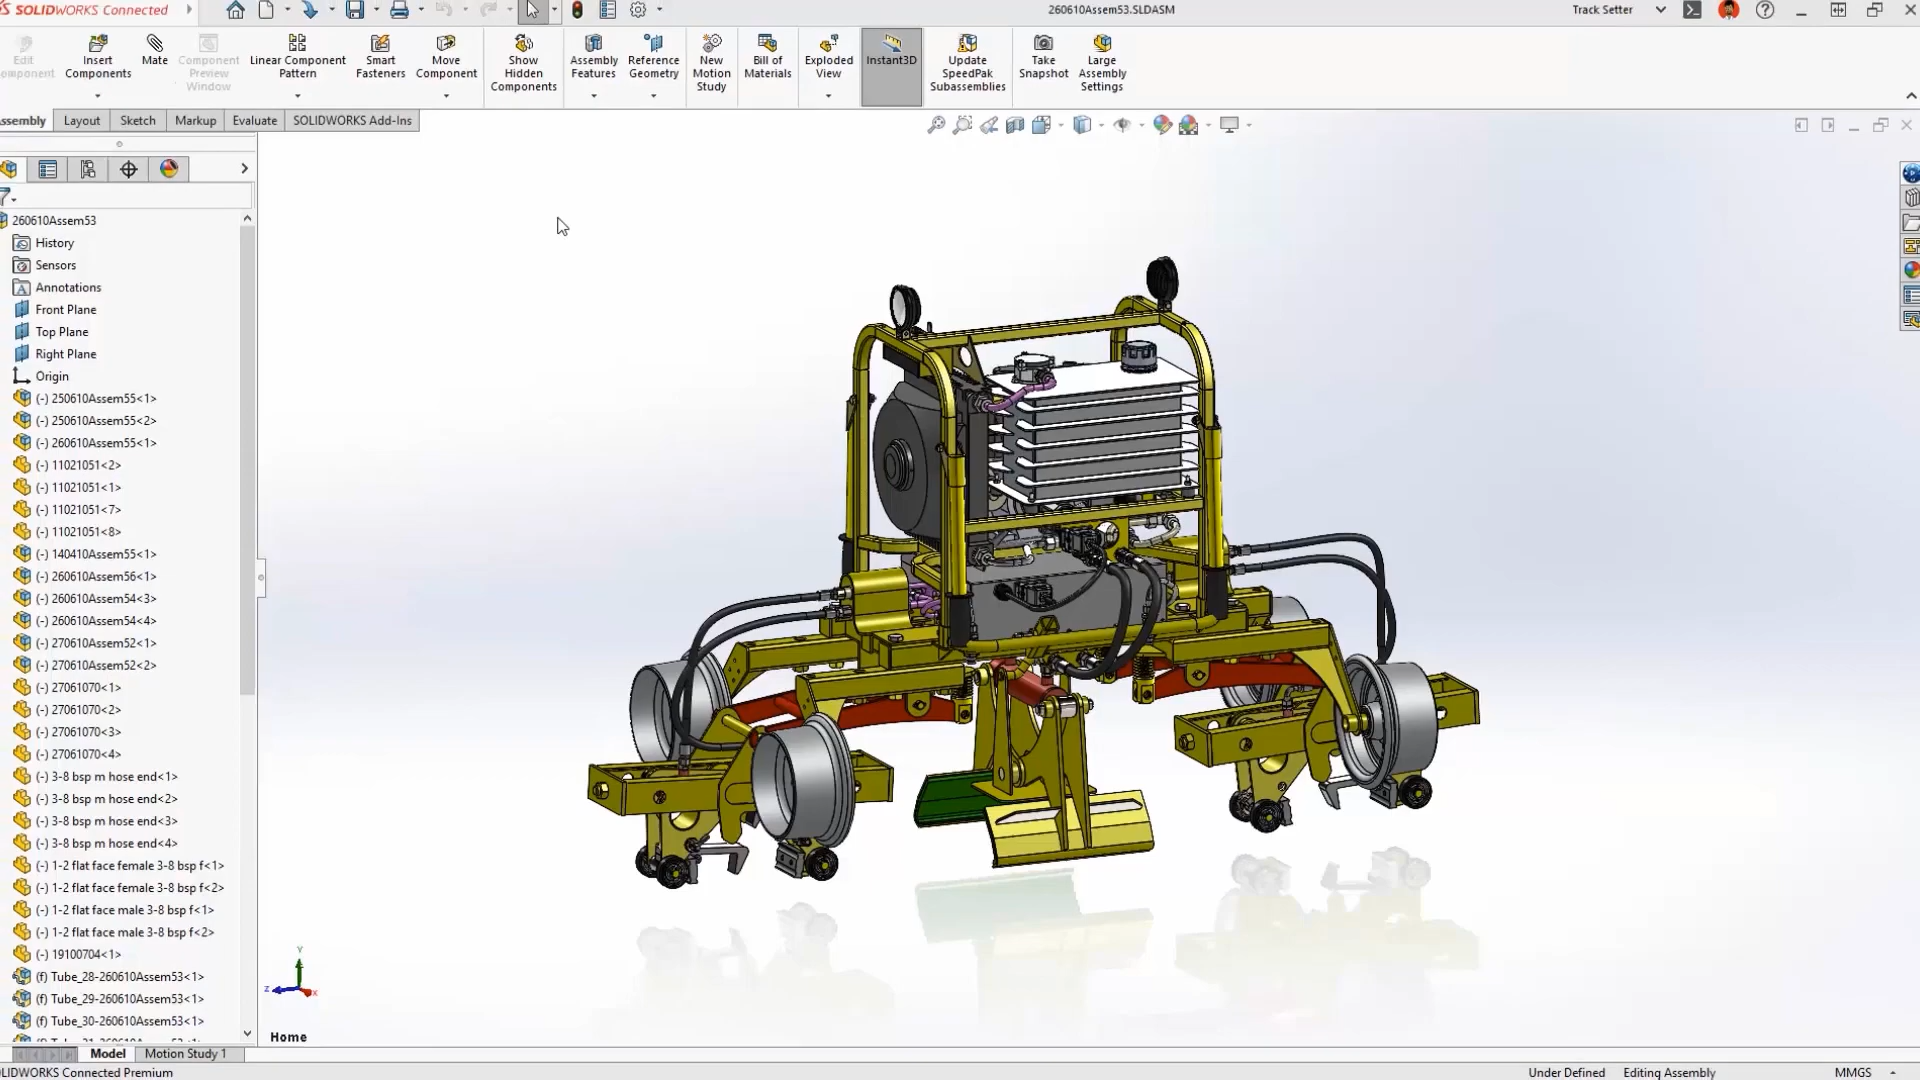 SOLIDWORKS Connected
260610Assem53.SLDASM
Track Setter
Edit Component
Insert Components
Mate
Component Preview Window
Linear Component Pattern
Smart Fasteners
Move Component
Show Hidden Components
Assembly Features
Reference Geometry
New Motion Study
Bill of Materials
Exploded View
Instant3D
Update SpeedPak Subassemblies
Take Snapshot
Large Assembly Settings
ssembly
Layout
Sketch
Markup
Evaluate
SOLIDWORKS Add-Ins
260610Assem53
History
Sensors
Annotations
Front Plane
Top Plane
Right Plane
Origin
(-) 250610Assem55<1>
(-) 250610Assem55<2>
(-) 260610Assem55<1>
(-) 11021051<2>
(-) 11021051<1>
(-) 11021051<7>
(-) 11021051<8>
(-) 140410Assem55<1>
(-) 260610Assem56<1>
(-) 260610Assem54<3>
(-) 260610Assem54<4>
(-) 270610Assem52<1>
(-) 270610Assem52<2>
(-) 27061070<1>
(-) 27061070<2>
(-) 27061070<3>
(-) 27061070<4>
(-) 3-8 bsp m hose end<1>
(-) 3-8 bsp m hose end<2>
(-) 3-8 bsp m hose end<3>
(-) 3-8 bsp m hose end<4>
(-) 1-2 flat face female 3-8 bsp f<1>
(-) 1-2 flat face female 3-8 bsp f<2>
(-) 1-2 flat face male 3-8 bsp f<1>
(-) 1-2 flat face male 3-8 bsp f<2>
(-) 19100704<1>
(f) Tube_28-260610Assem53<1>
(f) Tube_29-260610Assem53<1>
(f) Tube_30-260610Assem53<1>
Y
Z
X
Home
Model
Motion Study 1
OLIDWORKS Connected Premium
Under Defined
Editing Assembly
MMGS